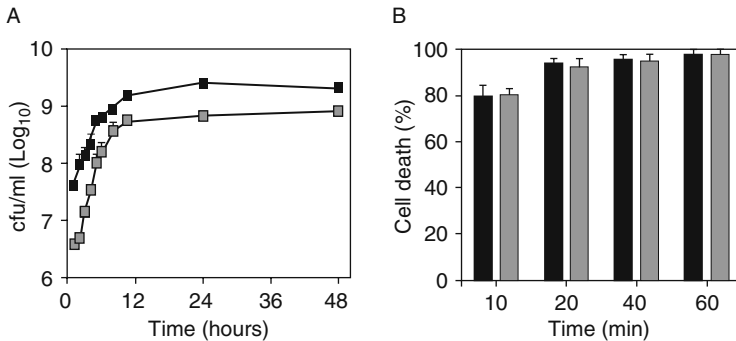 A
10
9
8
7
6
cfu/ml (Log10)
0 12 24 36 48
Time (hours)
B
100
80
60
40
20
0
Cell death (%)
10 20 40 60
Time (min)